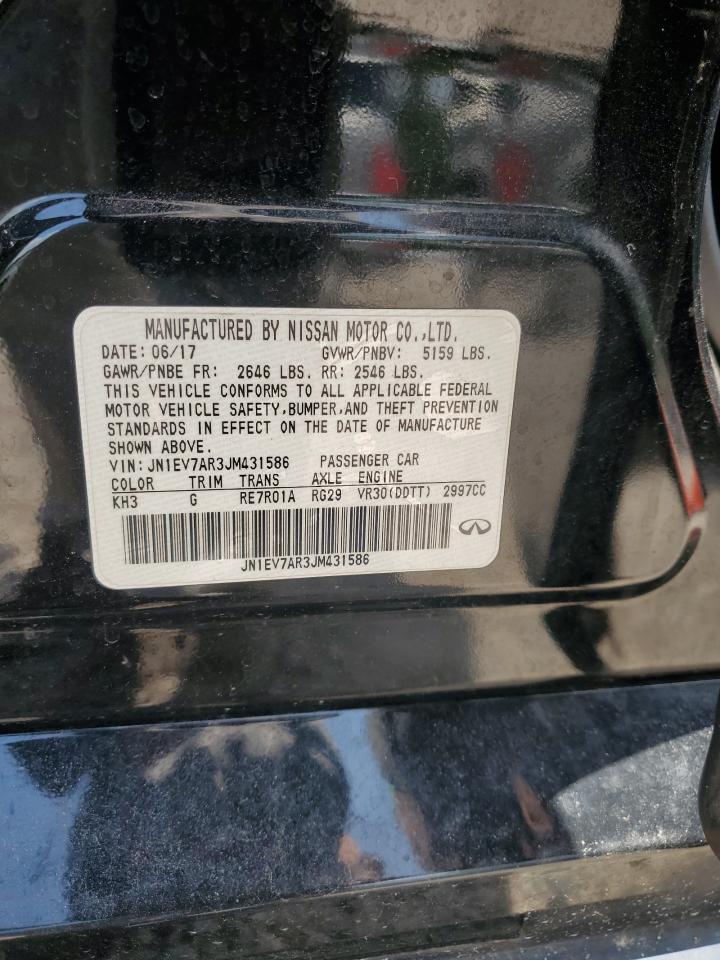 MANUFACTURED BY NISSAN MOTOR CO.,LTD.
DATE: 06/17 GVWR/PNBV: 5159 LBS.
GAWR/PNBE FR: 2646 LBS. RR: 2546 LBS.
THIS VEHICLE CONFORMS TO ALL APPLICABLE FEDERAL
MOTOR VEHICLE SAFETY,BUMPER,AND THEFT PREVENTION
STANDARDS IN EFFECT ON THE DATE OF MANUFACTURE
SHOWN ABOVE.
VIN: JN1EV7AR3JM431586 PASSENGER CAR
COLOR TRIM TRANS AXLE ENGINE
KH3 G RE7R01A RG29 VR30(DDTT) 2997CC
JN1EV7AR3JM431586